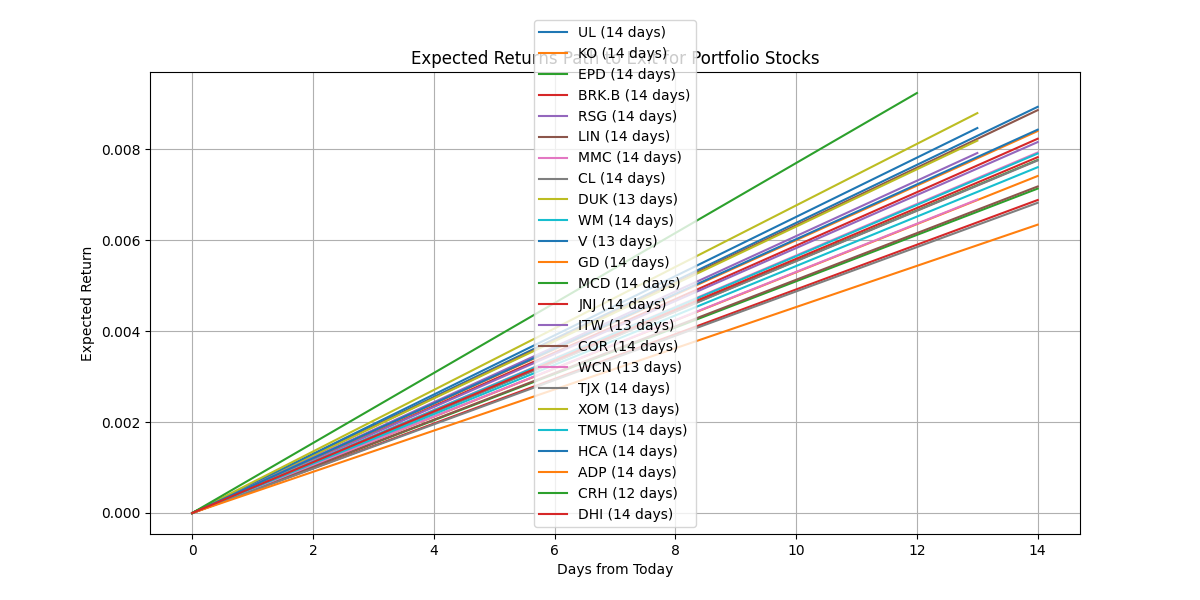 Expected Returns Path to Exit for Portfolio Stocks
UL (14 days)
KO (14 days)
EPD (14 days)
BRK.B (14 days)
RSG (14 days)
LIN (14 days)
MMC (14 days)
CL (14 days)
DUK (13 days)
WM (14 days)
V (13 days)
GD (14 days)
MCD (14 days)
JNJ (14 days)
ITW (13 days)
COR (14 days)
WCN (13 days)
TJX (14 days)
XOM (13 days)
TMUS (14 days)
HCA (14 days)
ADP (14 days)
CRH (12 days)
DHI (14 days)
Expected Return
0.008
0.006
0.004
0.002
0.000
0 2 4 6 8 10 12 14
Days from Today